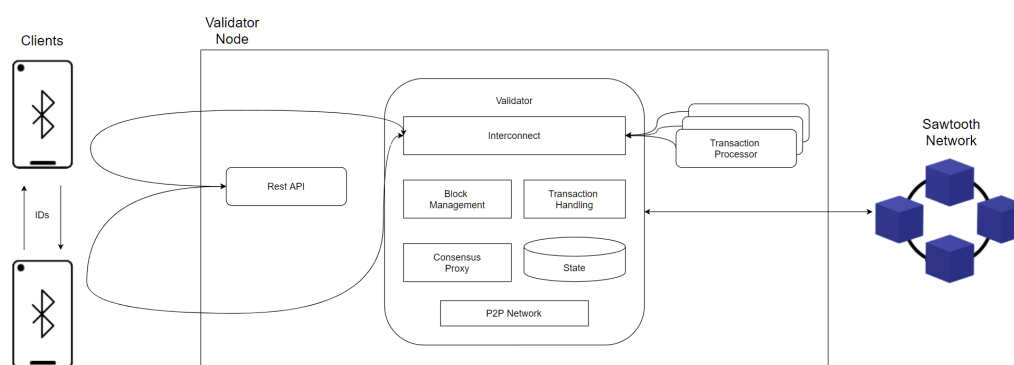 Validator
Node
Clients
Validator
Interconnect
Transaction
Processor
Sawtooth
Network
Rest API
Block
Management
Transaction
Handling
IDs
Consensus
Proxy
State
P2P Network